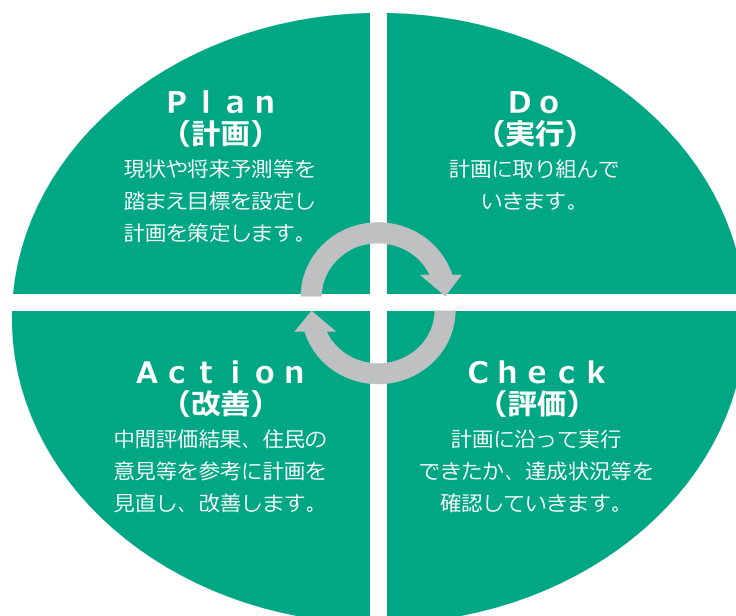 Plan
（計画）
現状や将来予測等を
踏まえ目標を設定し
計画を策定します。
Do
（実行）
計画に取り組んで
いきます。
Action
（改善）
中間評価結果、住民の
意見等を参考に計画を
見直し、改善します。
Check
（評価）
計画に沿って実行
できたか、達成状況等を
確認していきます。